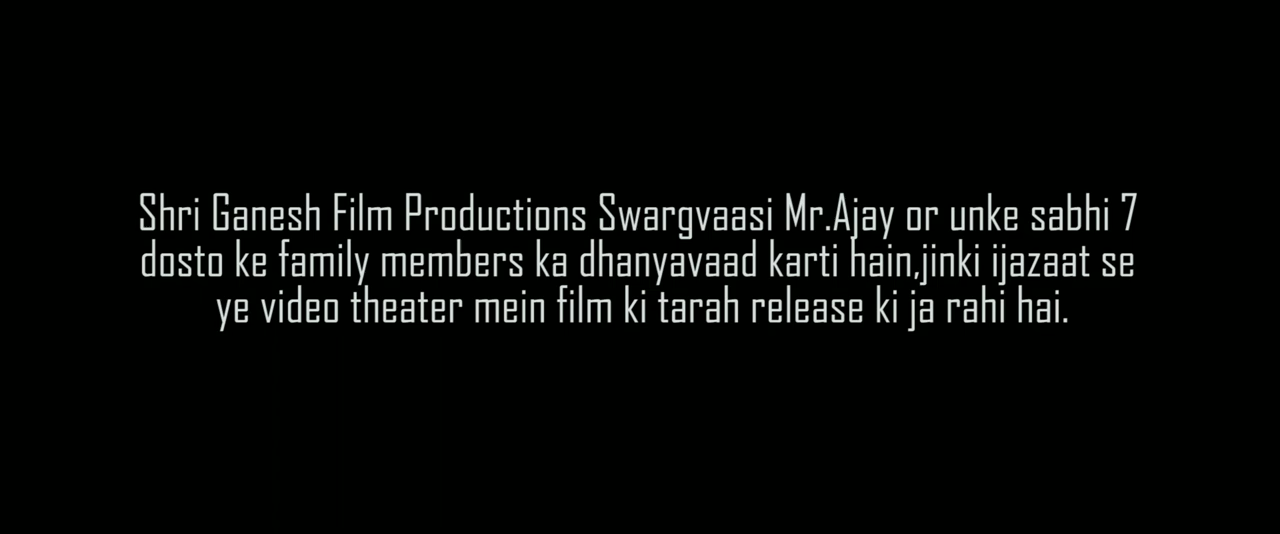 Shri Ganesh Film Productions Swargvaasi Mr.Ajay or unke sabhi 7
dosto ke family members ka dhanyavaad karti hain,jinki ijazaat se
ye video theater mein film ki tarah release ki ja rahi hai.